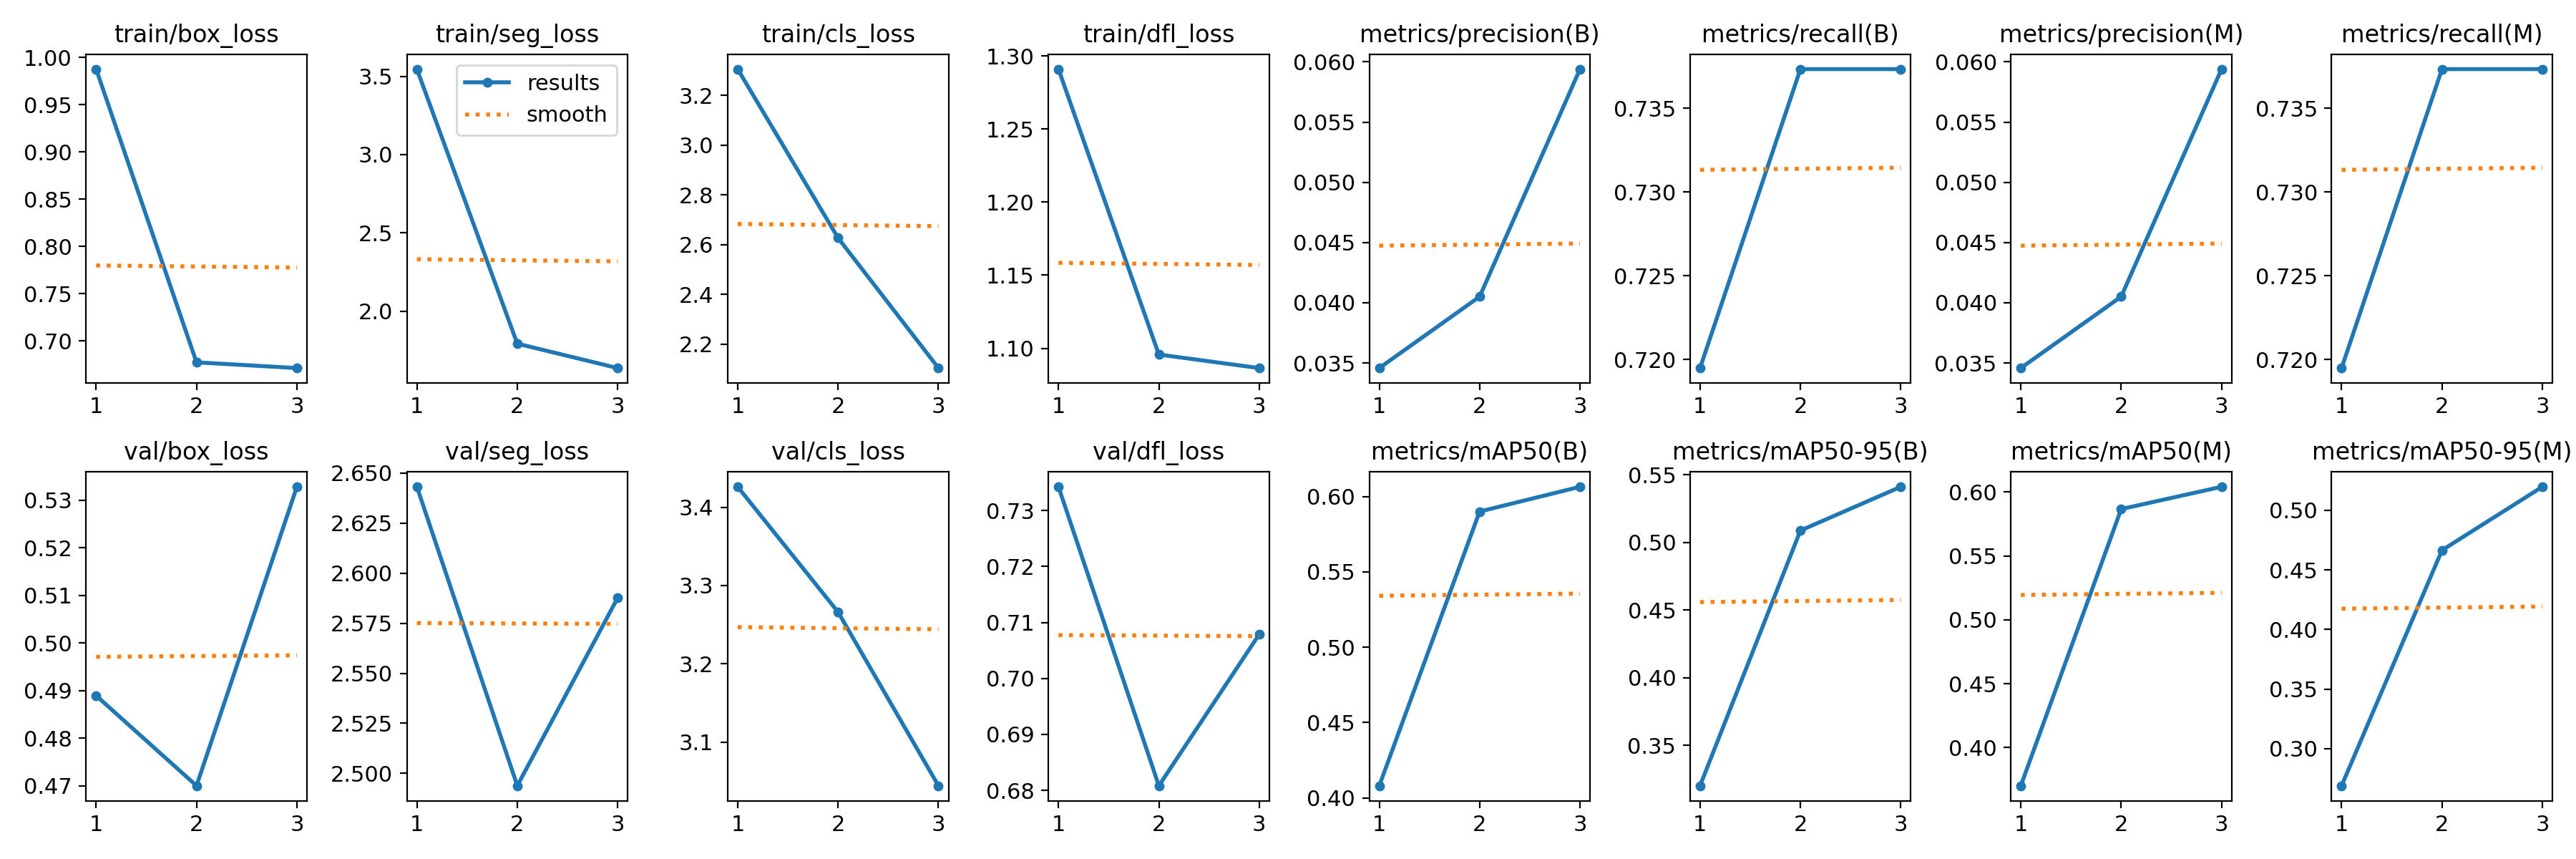 train/box_loss
1.00
0.95
0.90
0.85
0.80
0.75
0.70
1 2 3
train/seg_loss
3.5
3.0
2.5
2.0
results
smooth
1 2 3
train/cls_loss
3.2
3.0
2.8
2.6
2.4
2.2
1 2 3
train/dfl_loss
1.30
1.25
1.20
1.15
1.10
1 2 3
metrics/precision(B)
0.060
0.055
0.050
0.045
0.040
0.035
1 2 3
metrics/recall(B)
0.735
0.730
0.725
0.720
1 2 3
metrics/precision(M)
0.060
0.055
0.050
0.045
0.040
0.035
1 2 3
metrics/recall(M)
0.735
0.730
0.725
0.720
1 2 3
val/box_loss
0.53
0.52
0.51
0.50
0.49
0.48
0.47
1 2 3
val/seg_loss
2.650
2.625
2.600
2.575
2.550
2.525
2.500
1 2 3
val/cls_loss
3.4
3.3
3.2
3.1
1 2 3
val/dfl_loss
0.73
0.72
0.71
0.70
0.69
0.68
1 2 3
metrics/mAP50(B)
0.60
0.55
0.50
0.45
0.40
1 2 3
metrics/mAP50-95(B)
0.55
0.50
0.45
0.40
0.35
1 2 3
metrics/mAP50(M)
0.60
0.55
0.50
0.45
0.40
1 2 3
metrics/mAP50-95(M)
0.50
0.45
0.40
0.35
0.30
1 2 3